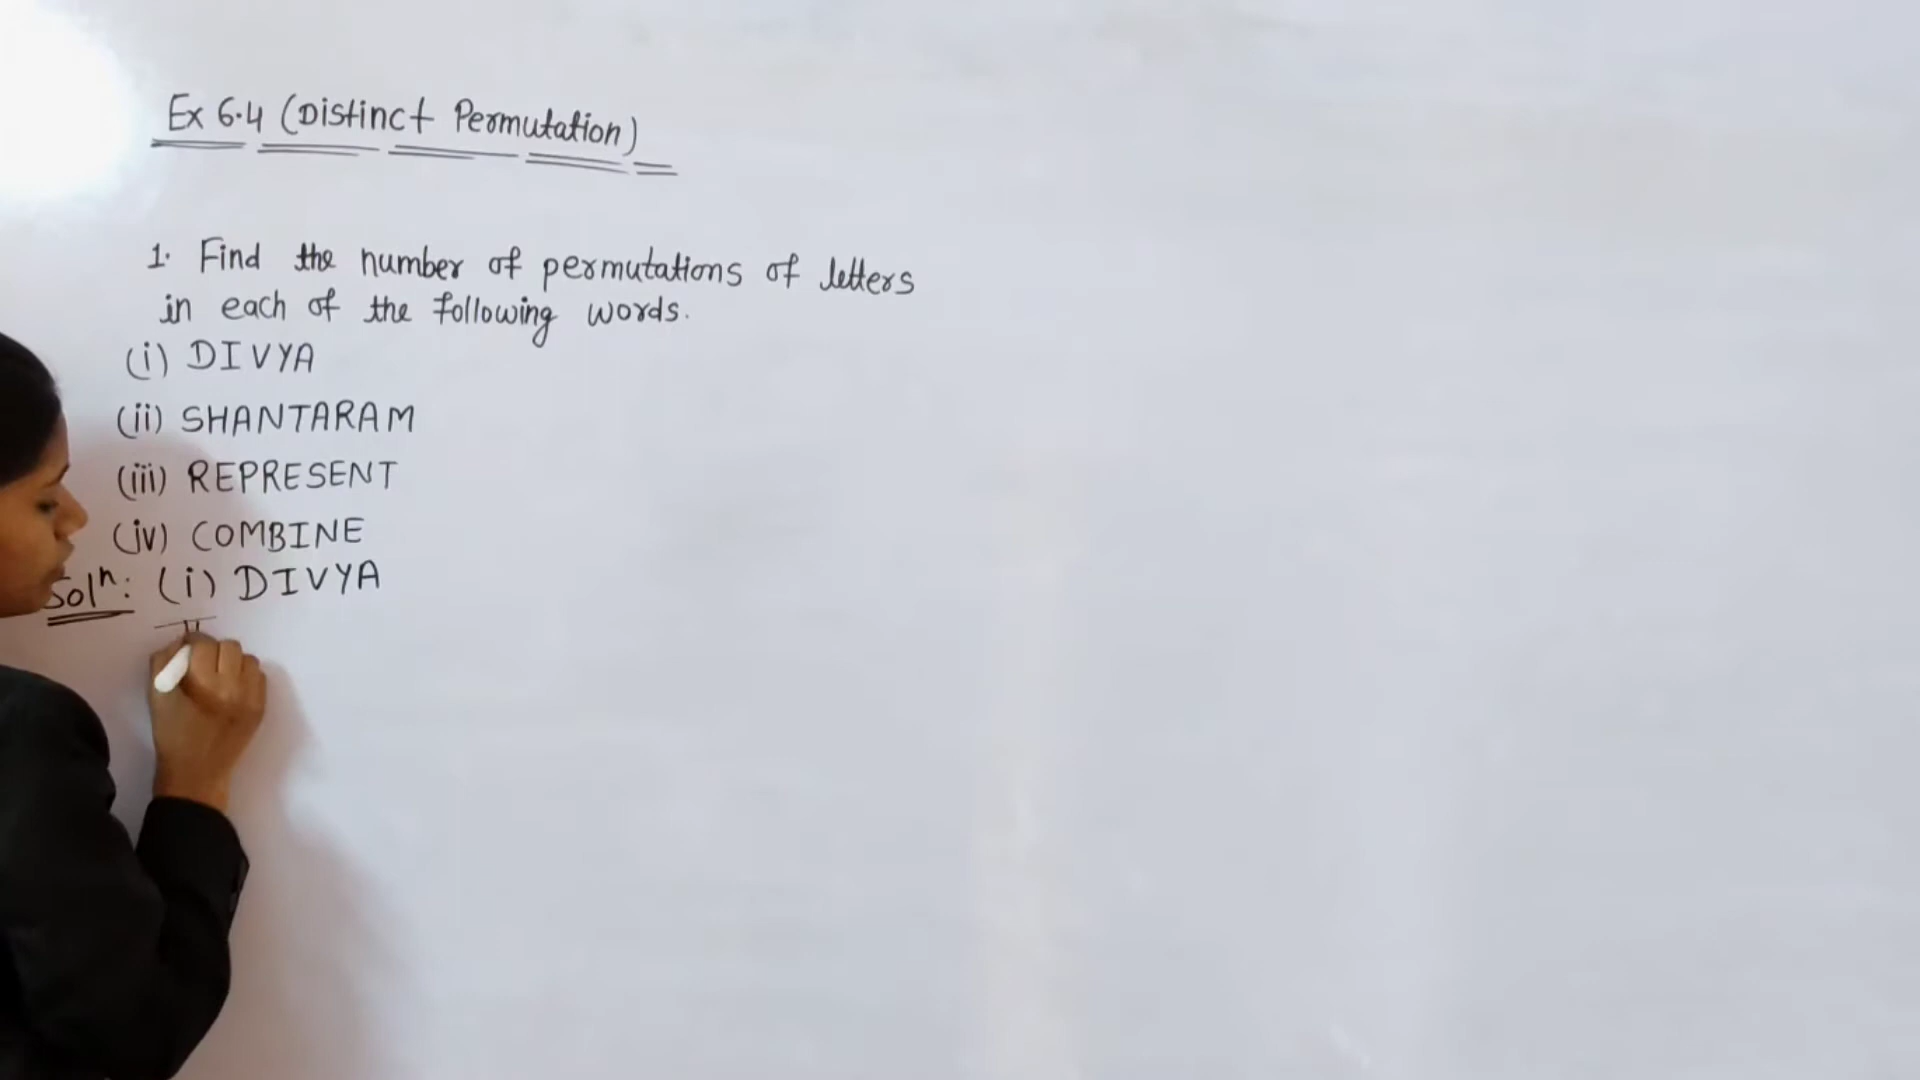 Ex 6.4 (Distinct Permutation)
1. Find the number of permutations of letters
in each of the following words.
(i) DIVYA
(ii) SHANTARAM
(iii) REPRESENT
(iv) COMBINE
Solⁿ: (i) DIVYA